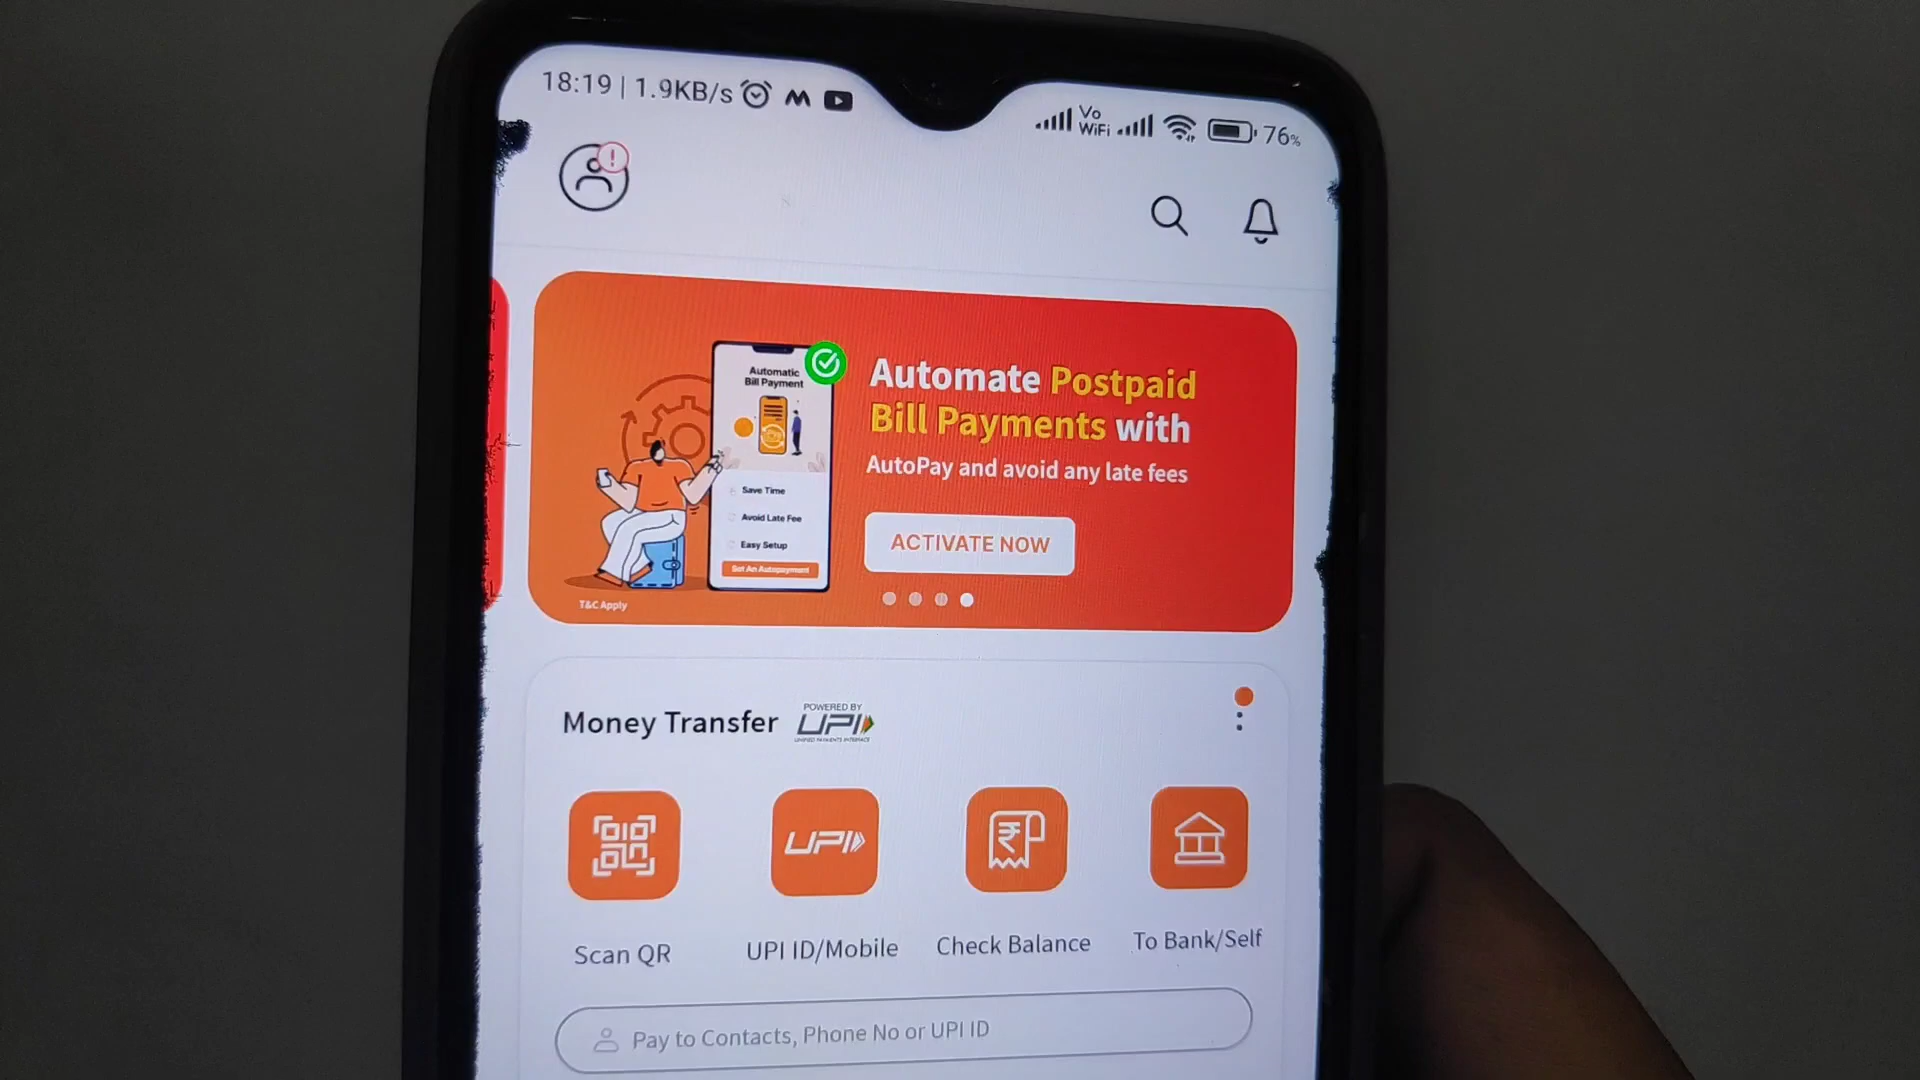 18:19 | 1.9KB/s
Vo
WiFi
76%
Automatic
Bill Payment
Save Time
Avoid Late Fee
Easy Setup
Set An Autopayment
T&C Apply
Automate Postpaid
Bill Payments with
AutoPay and avoid any late fees
ACTIVATE NOW
Money Transfer
POWERED BY
UPI
UNIFIED PAYMENTS INTERFACE
UPI
Scan QR
UPI ID/Mobile
Check Balance
To Bank/Self
Pay to Contacts, Phone No or UPI ID